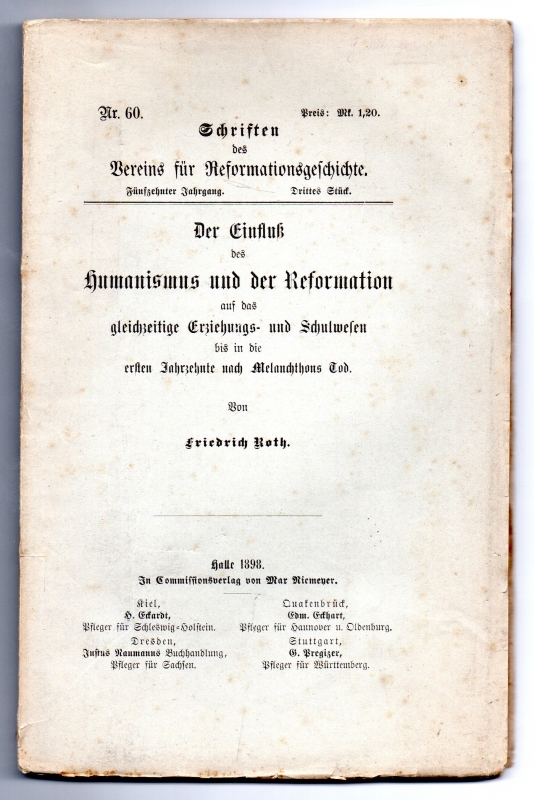 Nr. 60. Preis: Mk. 1,20.
Schriften
des
Vereins für Reformationsgeschichte.
Fünfzehnter Jahrgang. Drittes Stück.
Der Einfluß
des
Humanismus und der Reformation
auf das
gleichzeitige Erziehungs- und Schulwesen
bis in die
ersten Jahrzehnte nach Melanchthons Tod.
Von
Friedrich Roth.
Halle 1898.
In Commissionsverlag von Max Niemeyer.
Kiel, Quakenbrück,
H. Eckardt, Edm. Eckhart,
Pfleger für Schleswig-Holstein. Pfleger für Hannover u. Oldenburg.
Dresden, Stuttgart,
Justus Naumanns Buchhandlung, G. Pregizer,
Pfleger für Sachsen. Pfleger für Württemberg.